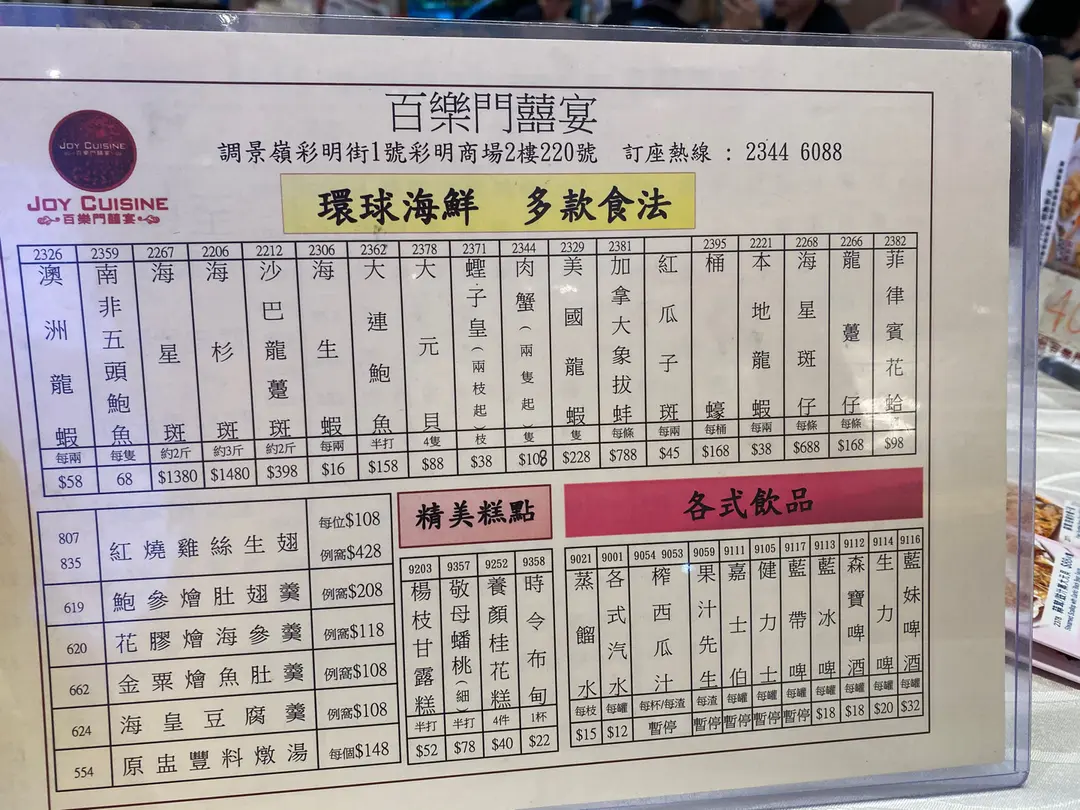 百樂門囍宴
JOY CUISINE
百樂門囍宴
JOY CUISINE
百樂門囍宴
調景嶺彩明街1號彩明商場2樓220號 訂座熱線 : 2344 6088
環球海鮮 多款食法
2326 澳洲龍蝦 每兩 $58
2359 南非五頭鮑魚 每隻 68
2267 海星斑 約2斤 $1380
2206 海杉斑 約3斤 $1480
2212 沙巴龍躉斑 約2斤 $398
2306 海生蝦 每兩 $16
2362 大連鮑魚 半打 $158
2378 大元貝 4隻 $88
2371 蟶子皇(兩枝起) 枝 $38
2344 肉蟹(兩隻起) 隻 $108
2329 美國龍蝦 隻 $228
2381 加拿大象拔蚌 每條 $788
紅瓜子斑 每兩 $45
2395 桶蠔 每桶 $168
2221 本地龍蝦 每兩 $38
2268 海星斑仔 每條 $688
2266 龍躉仔 每條 $168
2382 菲律賓花蛤 $98
807 835 紅燒雞絲生翅 每位$108 例窩$428
619 鮑參燴肚翅羹 例窩$208
620 花膠燴海參羹 例窩$118
662 金粟燴魚肚羹 例窩$108
624 海皇豆腐羹 例窩$108
554 原盅豐料燉湯 每個$148
精美糕點
9203 楊枝甘露糕 半打 $52
9357 敬母蟠桃(細) 半打 $78
9252 養顏桂花糕 4件 $40
9358 時令布甸 1杯 $22
各式飲品
9021 蒸餾水 每枝 $15
9001 各式汽水 每罐 $12
9054 9053 榨西瓜汁 每杯/每渣 暫停
9059 果汁先生 每渣 暫停
9111 嘉士伯 每罐 暫停
9105 健力士 每罐 暫停
9117 藍帶啤 每罐 暫停
9113 藍冰啤 每罐 $18
9112 森寶啤酒 每罐 $18
9114 生力啤 每罐 $20
9116 藍妹啤酒 每罐 $32